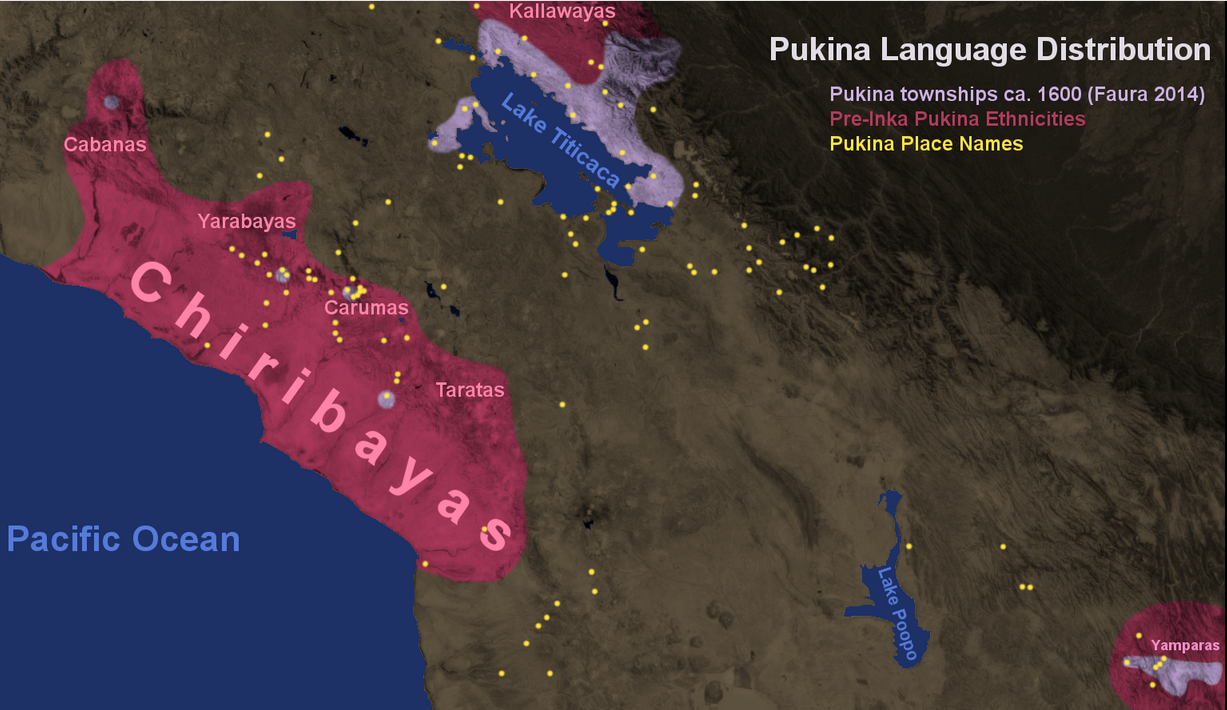 Kallawayas
Pukina Language Distribution
Pukina townships ca. 1600 (Faura 2014)
Pre-Inka Pukina Ethnicities
Pukina Place Names
Lake Titicaca
Cabanas
Yarabayas
Carumas
Chiribayas
Taratas
Pacific Ocean
Lake Poopo
Yamparas